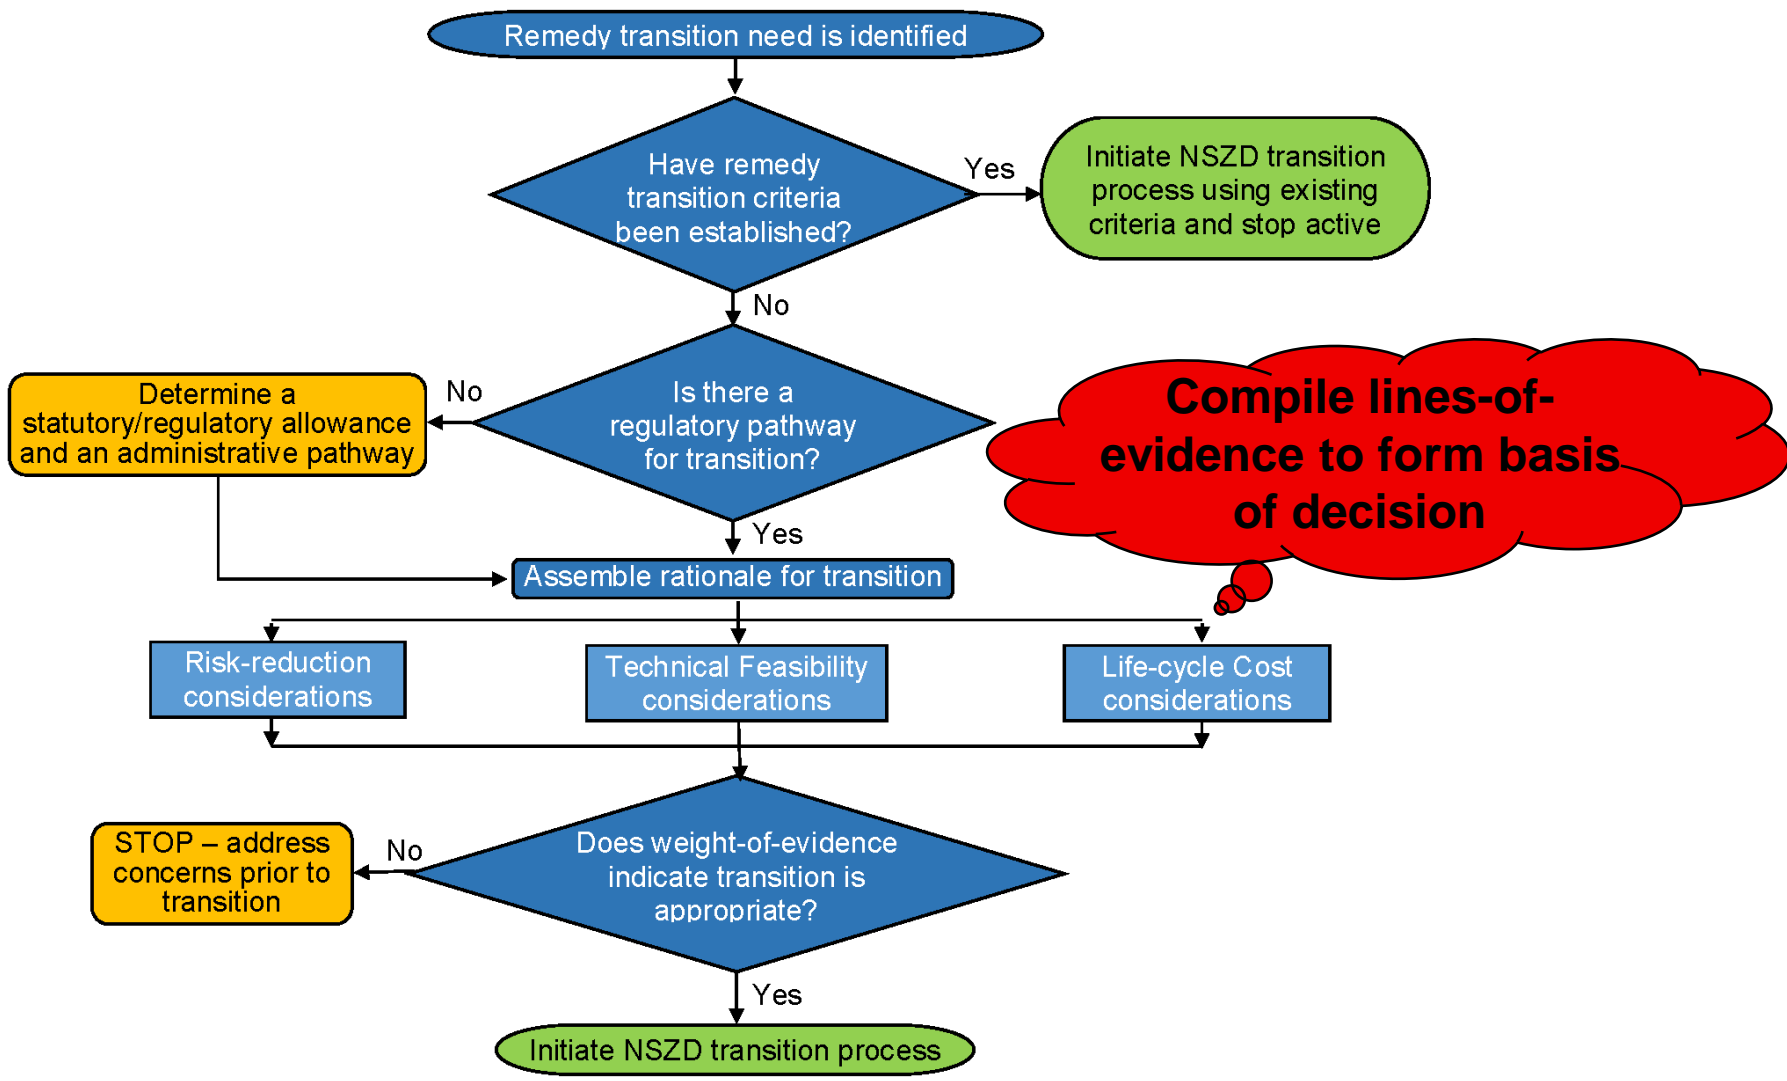 Remedy transition need is identified
Have remedy
transition criteria
been established?
Yes
Initiate NSZD transition
process using existing
criteria and stop active
No
Is there a
regulatory pathway
for transition?
No
Determine a
statutory/regulatory allowance
and an administrative pathway
Compile lines-of-
evidence to form basis
of decision
Yes
Assemble rationale for transition
Risk-reduction
considerations
Technical Feasibility
considerations
Life-cycle Cost
considerations
Does weight-of-evidence
indicate transition is
appropriate?
No
STOP – address
concerns prior to
transition
Yes
Initiate NSZD transition process